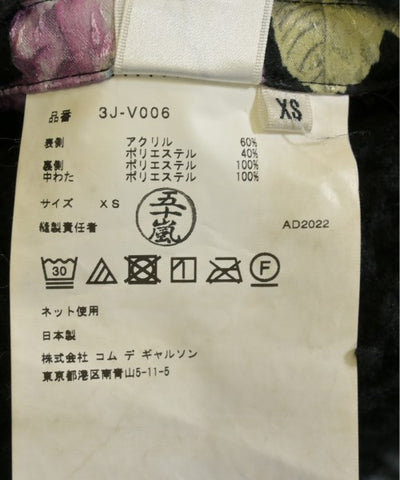 XS
品番 3J-V006
表側 アクリル 60%
ポリエステル 40%
裏側 ポリエステル 100%
中わた ポリエステル 100%
サイズ XS
五十嵐
縫製責任者 AD2022
30 1 F
ネット使用
日本製
株式会社 コム デ ギャルソン
東京都港区南青山5-11-5